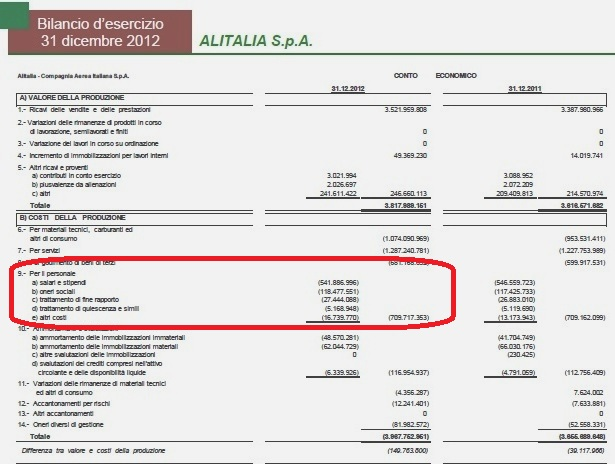 Bilancio d'esercizio
31 dicembre 2012
ALITALIA S.p.A.
Alitalia - Compagnia Aerea Italiana S.p.A. CONTO ECONOMICO
31.12.2012 31.12.2011
A) VALORE DELLA PRODUZIONE
1.- Ricavi delle vendite e delle prestazioni 3.521.959.808 3.387.980.966
2.- Variazioni delle rimanenze di prodotti in corso
di lavorazione, semilavorati e finiti 0 0
3.- Variazione dei lavori in corso su ordinazione 0 0
4.- Incremento di immobilizzazioni per lavori interni 49.369.230 14.019.741
5.- Altri ricavi e proventi
a) contributi in conto esercizio 3.021.994 3.088.952
b) plusvalenze da alienazioni 2.026.697 2.072.209
c) altri 241.611.422 246.660.113 209.409.813 214.570.974
Totale 3.817.989.151 3.616.571.682
B) COSTI DELLA PRODUZIONE
6.- Per materiali tecnici, carburanti ed
altri di consumo (1.074.090.969) (953.531.411)
7.- Per servizi (1.287.240.781) (1.227.753.989)
godimento di beni di terzi (599.917.531)
9.- Per il personale
a) salari e stipendi (541.886.996) (546.559.723)
b) oneri sociali (118.477.551) (117.425.733)
c) trattamento di fine rapporto (27.444.088) (26.883.010)
d) trattamento di quiescenza e simili (5.168.948) (5.119.690)
e) altri costi (16.739.770) (709.717.353) (13.173.943) (709.162.099)
10.- Ammortamenti e svalutazioni
a) ammortamento delle immobilizzazioni immateriali (48.570.281) (41.704.749)
b) ammortamento delle immobilizzazioni materiali (62.044.729) (66.030.176)
c) altre svalutazioni delle immobilizzazioni 0 (230.425)
d) svalutazioni dei crediti compresi nell'attivo
circolante e delle disponibilità liquide (6.339.926) (116.954.937) (4.791.059) (112.756.409)
11.- Variazioni delle rimanenze di materiali tecnici
ed altri di consumo (4.356.287) 7.624.002
12.- Accantonamenti per rischi (12.241.401) (7.633.881)
13.- Altri accantonamenti 0 0
14.- Oneri diversi di gestione (81.982.572) (52.558.331)
Totale (3.967.752.951) (3.655.689.648)
Differenza tra valore e costi della produzione (149.763.800) (39.117.966)